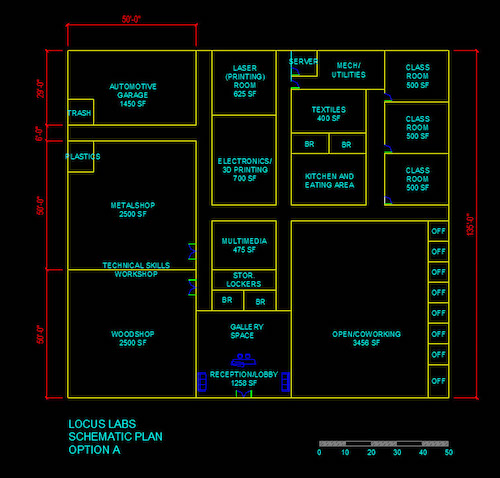 50'-0"
SERVER
LASER
(PRINTING)
ROOM
625 SF
MECH/
UTILITIES
CLASS
ROOM
500 SF
AUTOMOTIVE
GARAGE
1450 SF
29'-0"
TRASH
TEXTILES
400 SF
CLASS
ROOM
500 SF
6'-0"
BR
BR
PLASTICS
ELECTRONICS/
3D PRINTING
700 SF
KITCHEN AND
EATING AREA
CLASS
ROOM
500 SF
50'-0"
METALSHOP
2500 SF
135'-0"
OFF
MULTIMEDIA
475 SF
OFF
TECHNICAL SKILLS
WORKSHOP
OFF
STOR.
LOCKERS
OFF
BR
BR
OFF
WOODSHOP
2500 SF
GALLERY
SPACE
OPEN/COWORKING
3456 SF
OFF
OFF
50'-0"
RECEPTION/LOBBY
1258 SF
OFF
LOCUS LABS
SCHEMATIC PLAN
OPTION A
0 10 20 30 40 50